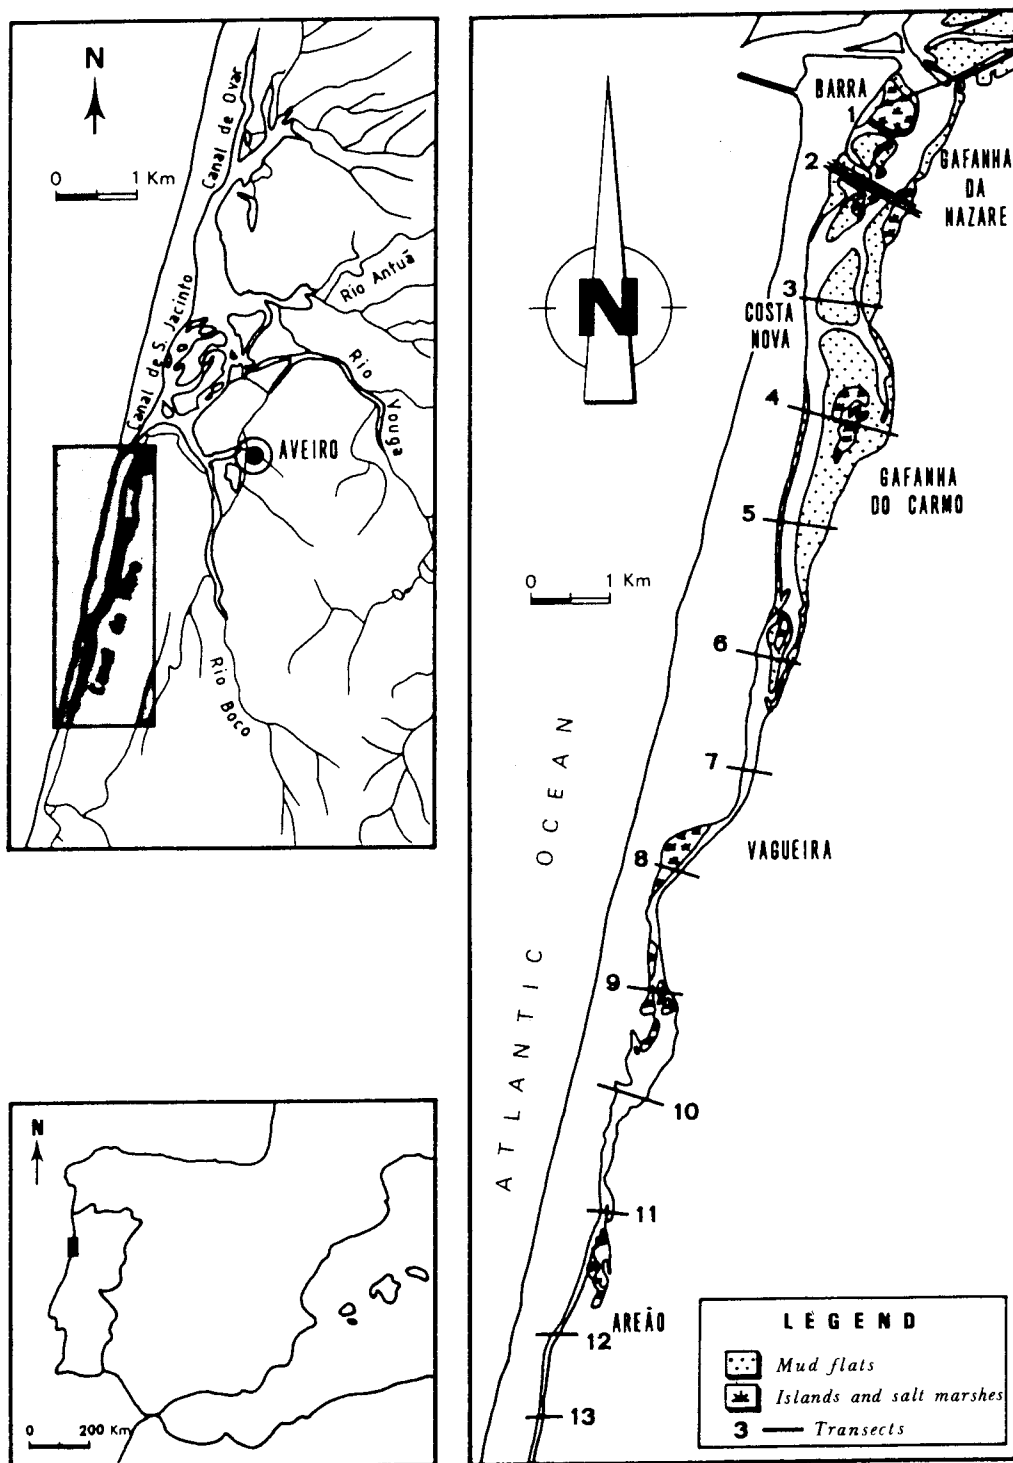 N
0 1 Km
Canal de Ovar
Canal de S. Jacinto
Rio Antuã
Rio Vouga
AVEIRO
Canal de Mira
Rio Boco
N
0 200 Km
BARRA
1
2
GAFANHA
DA
NAZARE
N
3
COSTA
NOVA
4
GAFANHA
DO CARMO
5
0 1 Km
6
7
VAGUEIRA
8
9
10
11
AREÃO
12
13
ATLANTIC OCEAN
LEGEND
Mud flats
Islands and salt marshes
3 Transects